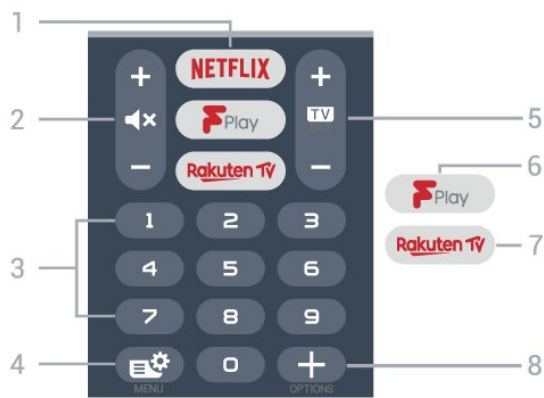 1
NETFLIX
2
Play
TV
EXIT
5
Rakuten TV
6
Play
1 2 3
Rakuten TV
7
3
4 5 6
7 8 9
4
0
8
MENU
OPTIONS